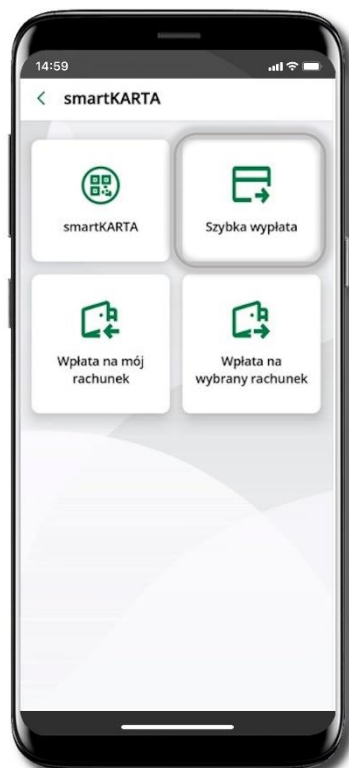 14:59
smartKARTA
smartKARTA
Szybka wypłata
Wpłata na mój
rachunek
Wpłata na
wybrany rachunek